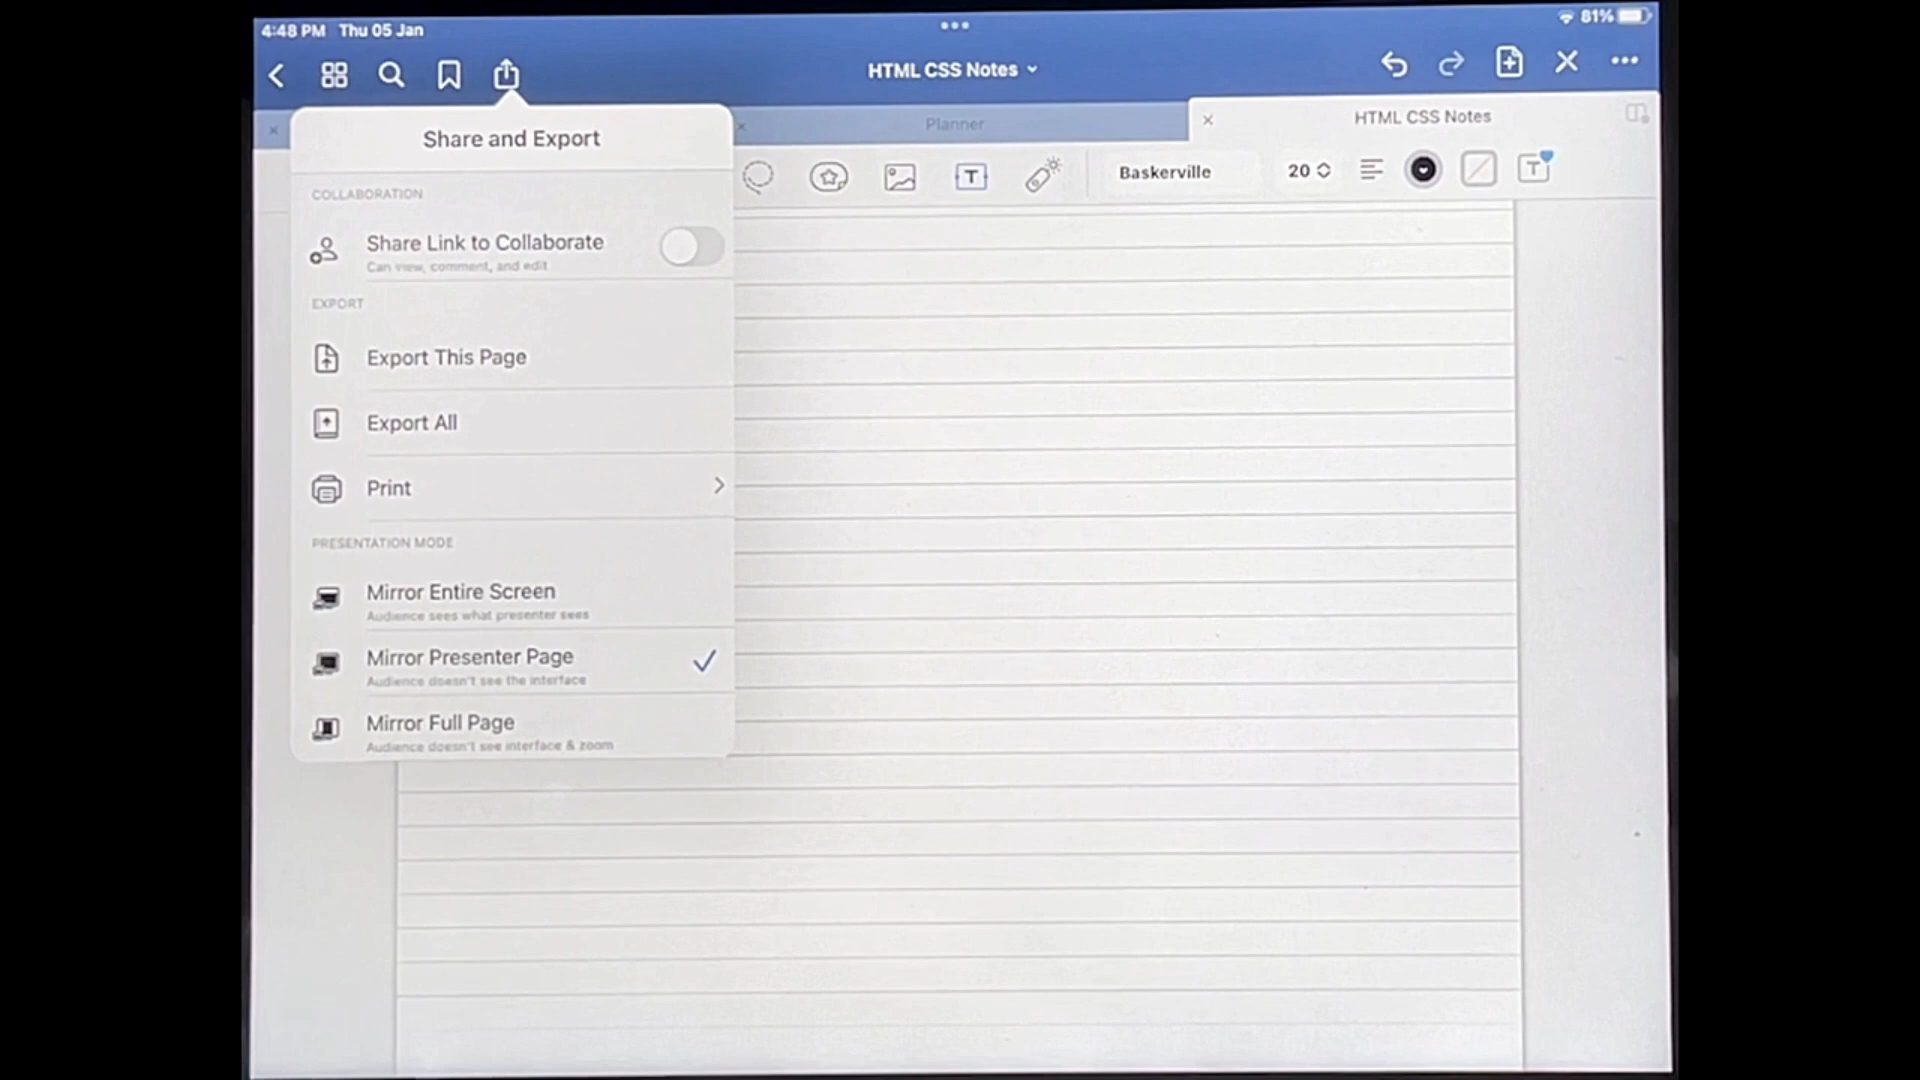 4:48 PM Thu 05 Jan
81%
HTML CSS Notes
Planner
HTML CSS Notes
Share and Export
Baskerville
20
COLLABORATION
Share Link to Collaborate
Can view, comment, and edit
EXPORT
Export This Page
Export All
Print
PRESENTATION MODE
Mirror Entire Screen
Audience sees what presenter sees
Mirror Presenter Page
Audience doesn't see the interface
Mirror Full Page
Audience doesn't see interface & zoom